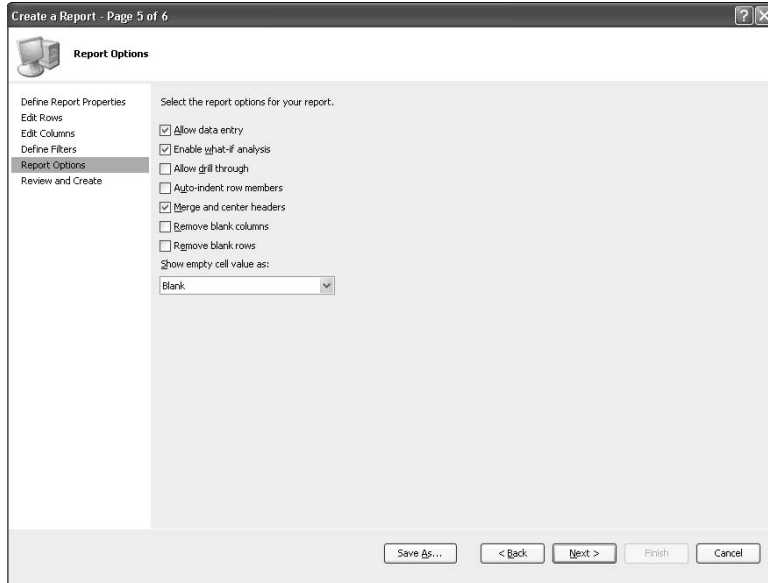 Create a Report - Page 5 of 6
Report Options
Define Report Properties
Edit Rows
Edit Columns
Define Filters
Report Options
Review and Create
Select the report options for your report.
Allow data entry
Enable what-if analysis
Allow drill through
Auto-indent row members
Merge and center headers
Remove blank columns
Remove blank rows
Show empty cell value as:
Blank
Save As... < Back Next > Finish Cancel